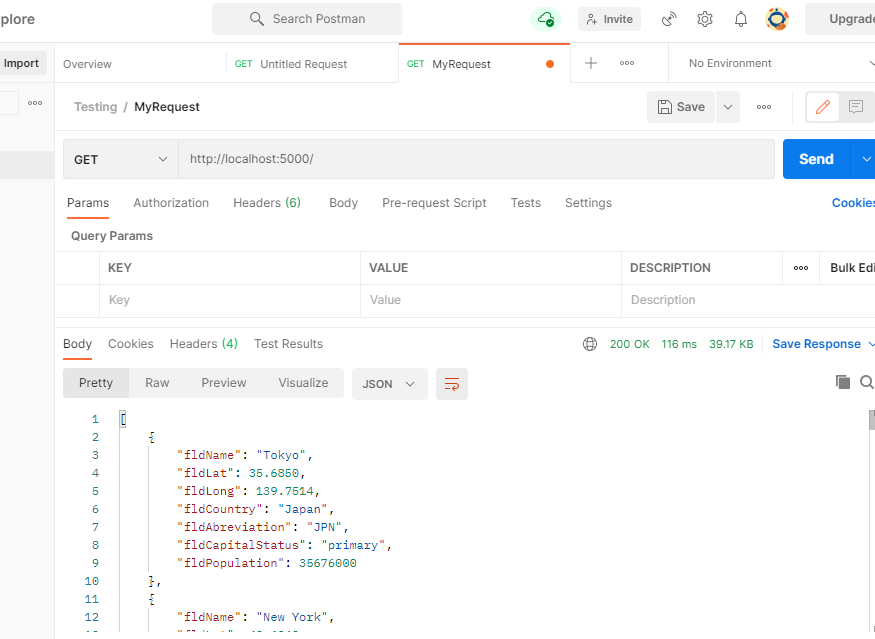 plore Search Postman Invite Upgrade
Import Overview GET Untitled Request GET MyRequest No Environment
Testing / MyRequest Save
GET http://localhost:5000/ Send
Params Authorization Headers (6) Body Pre-request Script Tests Settings Cookies
Query Params
KEY VALUE DESCRIPTION Bulk Edi
Key Value Description
Body Cookies Headers (4) Test Results 200 OK 116 ms 39.17 KB Save Response
Pretty Raw Preview Visualize JSON
1 [
2 {
3 "fldName": "Tokyo",
4 "fldLat": 35.6850,
5 "fldLong": 139.7514,
6 "fldCountry": "Japan",
7 "fldAbreviation": "JPN",
8 "fldCapitalStatus": "primary",
9 "fldPopulation": 35676000
10 },
11 {
12 "fldName": "New York",